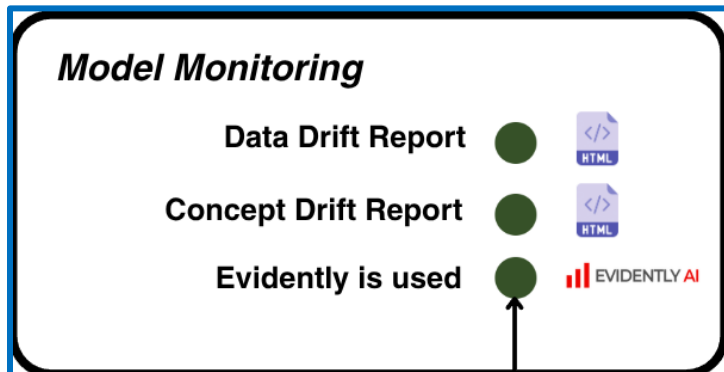 Model Monitoring
Data Drift Report
</>
HTML
Concept Drift Report
</>
HTML
Evidently is used
EVIDENTLY AI